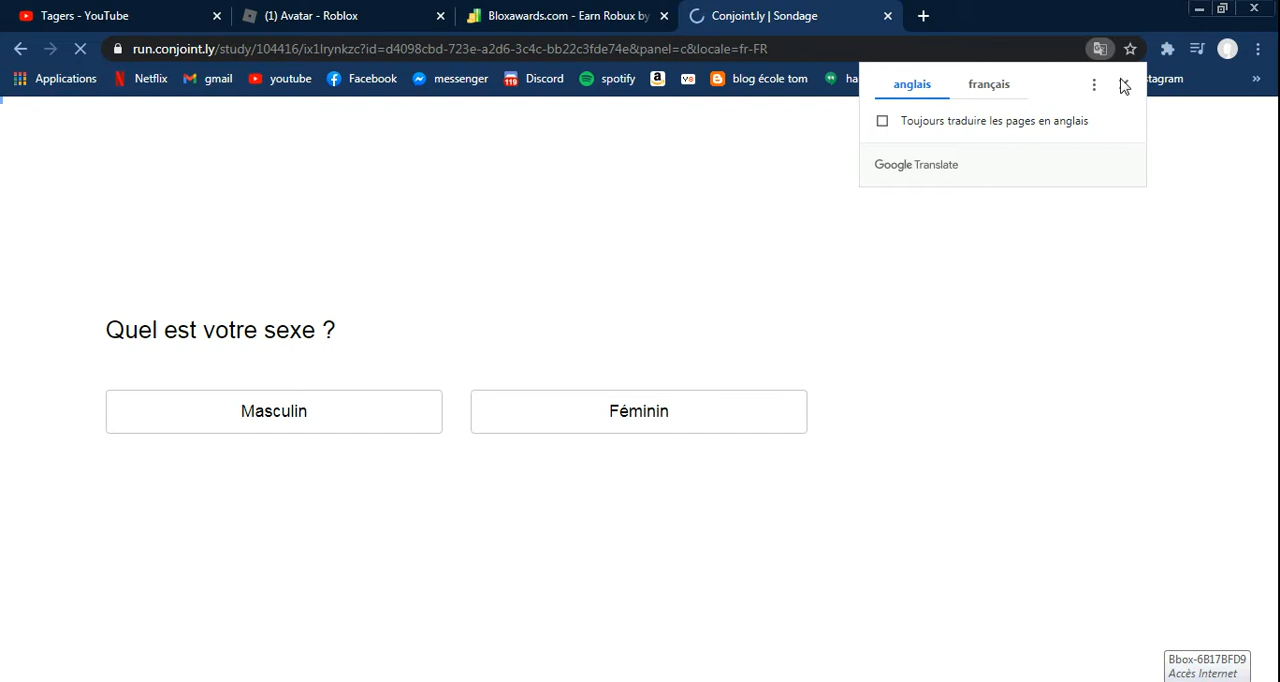 Tagers - YouTube
(1) Avatar - Roblox
Bloxawards.com - Earn Robux by
Conjoint.ly | Sondage
run.conjoint.ly/study/104416/ix1lrynkzc?id=d4098cbd-723e-a2d6-3c4c-bb22c3fde74e&panel=c&locale=fr-FR
Applications
Netflix
gmail
youtube
Facebook
messenger
119
Discord
spotify
blog école tom
ha
stagram
»
anglais
français
Toujours traduire les pages en anglais
Google Translate
Quel est votre sexe ?
Masculin
Féminin
Bbox-6B17BFD9
Accès Internet